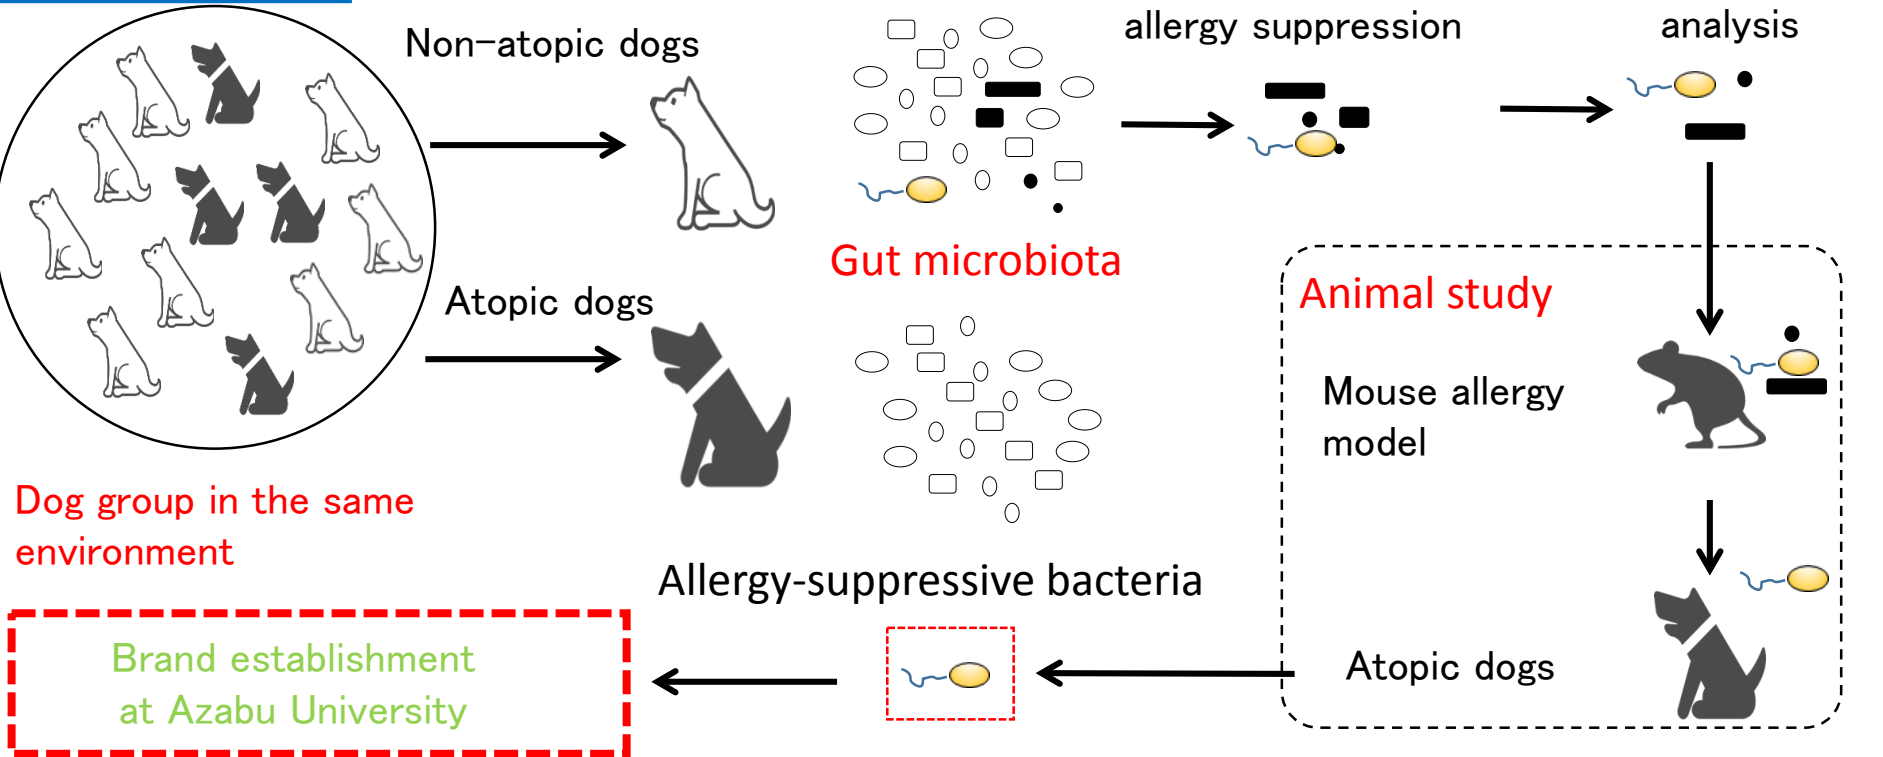 Non-atopic dogs
allergy suppression
analysis
Gut microbiota
Atopic dogs
Animal study
Mouse allergy
model
Dog group in the same
environment
Allergy-suppressive bacteria
Brand establishment
at Azabu University
Atopic dogs